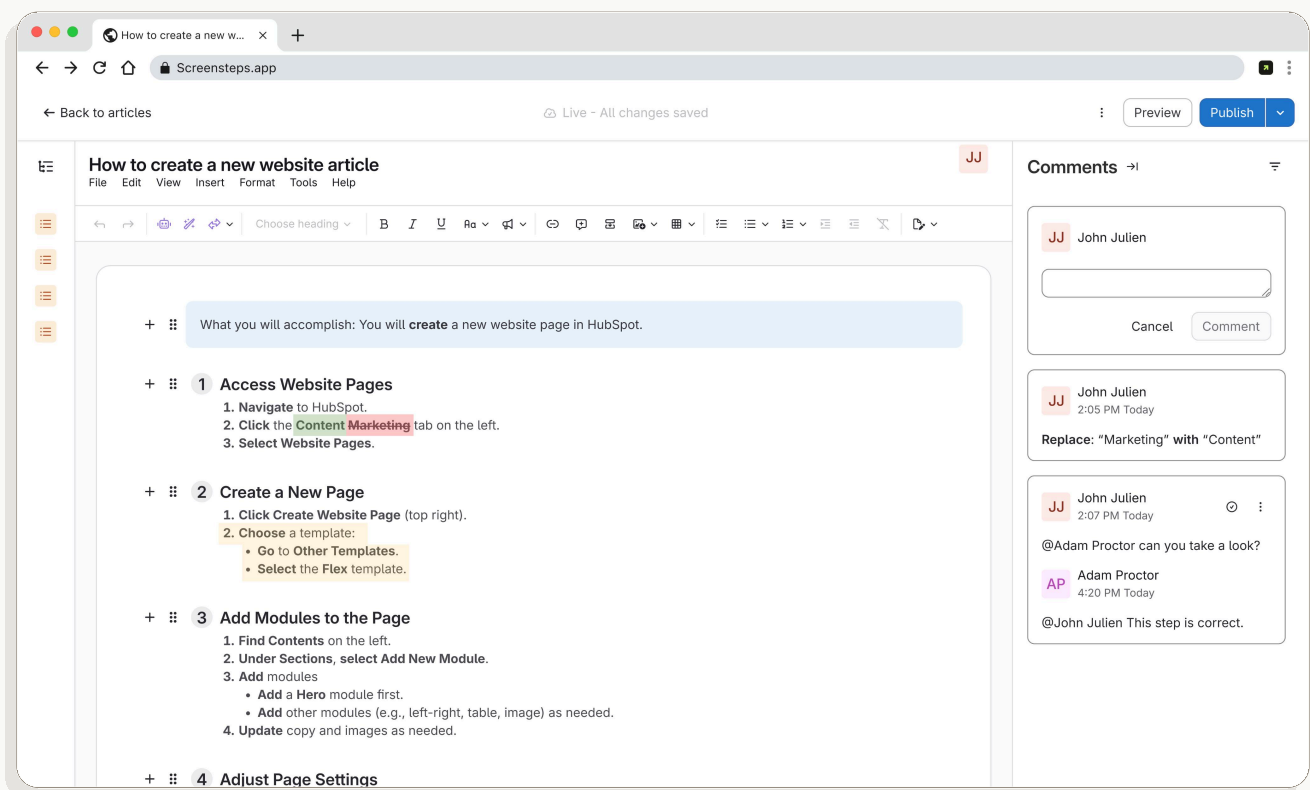 How to create a new w...
Screensteps.app
Back to articles
Live - All changes saved
Preview
Publish
How to create a new website article
JJ
File Edit View Insert Format Tools Help
Choose heading
B I U Aa
What you will accomplish: You will create a new website page in HubSpot.
1 Access Website Pages
1. Navigate to HubSpot.
2. Click the Content Marketing tab on the left.
3. Select Website Pages.
2 Create a New Page
1. Click Create Website Page (top right).
2. Choose a template:
• Go to Other Templates.
• Select the Flex template.
3 Add Modules to the Page
1. Find Contents on the left.
2. Under Sections, select Add New Module.
3. Add modules
• Add a Hero module first.
• Add other modules (e.g., left-right, table, image) as needed.
4. Update copy and images as needed.
4 Adjust Page Settings
Comments
JJ John Julien
Cancel
Comment
JJ John Julien
2:05 PM Today
Replace: “Marketing” with “Content”
JJ John Julien
2:07 PM Today
@Adam Proctor can you take a look?
AP Adam Proctor
4:20 PM Today
@John Julien This step is correct.